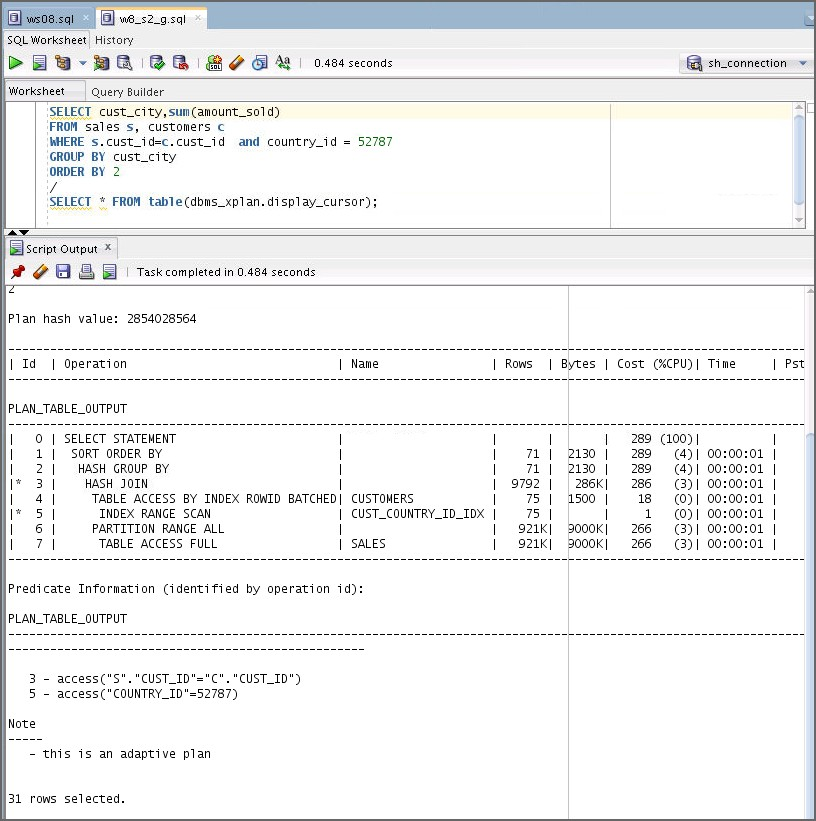 ws08.sql × w8_s2_g.sql ×
SQL Worksheet History
0.484 seconds sh_connection
Worksheet Query Builder
SELECT cust_city,sum(amount_sold)
FROM sales s, customers c
WHERE s.cust_id=c.cust_id  and country_id = 52787
GROUP BY cust_city
ORDER BY 2
/
SELECT * FROM table(dbms_xplan.display_cursor);
Script Output ×
Task completed in 0.484 seconds
2
Plan hash value: 2854028564
--------------------------------------------------------------------------------
| Id  | Operation                              | Name                | Rows  | Bytes | Cost (%CPU)| Time     | Pst
--------------------------------------------------------------------------------
PLAN_TABLE_OUTPUT
--------------------------------------------------------------------------------
|   0 | SELECT STATEMENT                       |                     |       |       |   289 (100)|          |
|   1 |  SORT ORDER BY                         |                     |    71 |  2130 |   289   (4)| 00:00:01 |
|   2 |   HASH GROUP BY                        |                     |    71 |  2130 |   289   (4)| 00:00:01 |
|*  3 |    HASH JOIN                           |                     |  9792 |   286K|   286   (3)| 00:00:01 |
|   4 |     TABLE ACCESS BY INDEX ROWID BATCHED| CUSTOMERS           |    75 |  1500 |    18   (0)| 00:00:01 |
|*  5 |      INDEX RANGE SCAN                  | CUST_COUNTRY_ID_IDX |    75 |       |     1   (0)| 00:00:01 |
|   6 |     PARTITION RANGE ALL                |                     |   921K|  9000K|   266   (3)| 00:00:01 |
|   7 |      TABLE ACCESS FULL                 | SALES               |   921K|  9000K|   266   (3)| 00:00:01 |
--------------------------------------------------------------------------------
Predicate Information (identified by operation id):
PLAN_TABLE_OUTPUT
--------------------------------------------------------------------------------
---------------------------------------------------
3 - access("S"."CUST_ID"="C"."CUST_ID")
5 - access("COUNTRY_ID"=52787)
Note
-----
- this is an adaptive plan
31 rows selected.